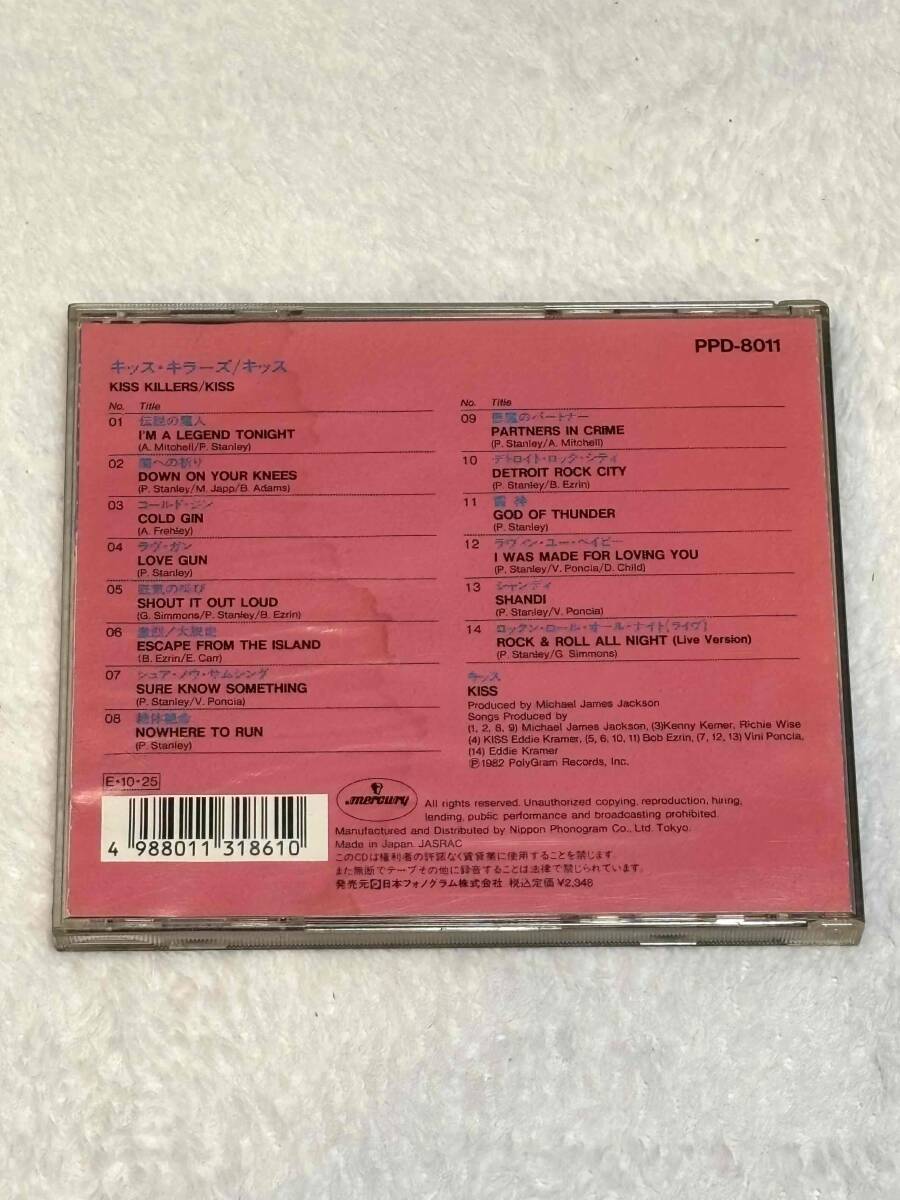 PPD-8011
キッス・キラーズ/キッス
KISS KILLERS/KISS
No. Title
01 伝説の魔人
I'M A LEGEND TONIGHT
(A. Mitchell/P. Stanley)
02 闇への祈り
DOWN ON YOUR KNEES
(P. Stanley/M. Japp/B. Adams)
03 コールド・ジン
COLD GIN
(A. Frehley)
04 ラヴ・ガン
LOVE GUN
(P. Stanley)
05 狂気の叫び
SHOUT IT OUT LOUD
(G. Simmons/P. Stanley/B. Ezrin)
06 激烈!大脱走
ESCAPE FROM THE ISLAND
(B. Ezrin/E. Carr)
07 シュア・ノウ・サムシング
SURE KNOW SOMETHING
(P. Stanley/V. Poncia)
08 絶体絶命
NOWHERE TO RUN
(P. Stanley)
No. Title
09 悪魔のパートナー
PARTNERS IN CRIME
(P. Stanley/A. Mitchell)
10 デトロイト・ロック・シティ
DETROIT ROCK CITY
(P. Stanley/B. Ezrin)
11 雷神
GOD OF THUNDER
(P. Stanley)
12 ラヴィン・ユー・ベイビー
I WAS MADE FOR LOVING YOU
(P. Stanley/V. Poncia/D. Child)
13 シャンディ
SHANDI
(P. Stanley/V. Poncia)
14 ロックン・ロール・オール・ナイト(ライヴ)
ROCK & ROLL ALL NIGHT (Live Version)
(P. Stanley/G. Simmons)
キッス
KISS
Produced by Michael James Jackson
Songs Produced by
(1, 2, 8, 9) Michael James Jackson, (3)Kenny Kerner, Richie Wise
(4) KISS Eddie Kramer, (5, 6, 10, 11) Bob Ezrin, (7, 12, 13) Vini Poncia,
(14) Eddie Kramer
Ⓟ1982 PolyGram Records, Inc.
E・10・25
4 988011 318610
mercury
All rights reserved. Unauthorized copying, reproduction, hiring,
lending, public performance and broadcasting prohibited.
Manufactured and Distributed by Nippon Phonogram Co., Ltd. Tokyo.
Made in Japan. JASRAC
このCDは権利者の許諾なく賃貸業に使用することを禁じます。
また無断でテープその他に録音することは法律で禁じられています。
発売元 日本フォノグラム株式会社 税込定価¥2,348